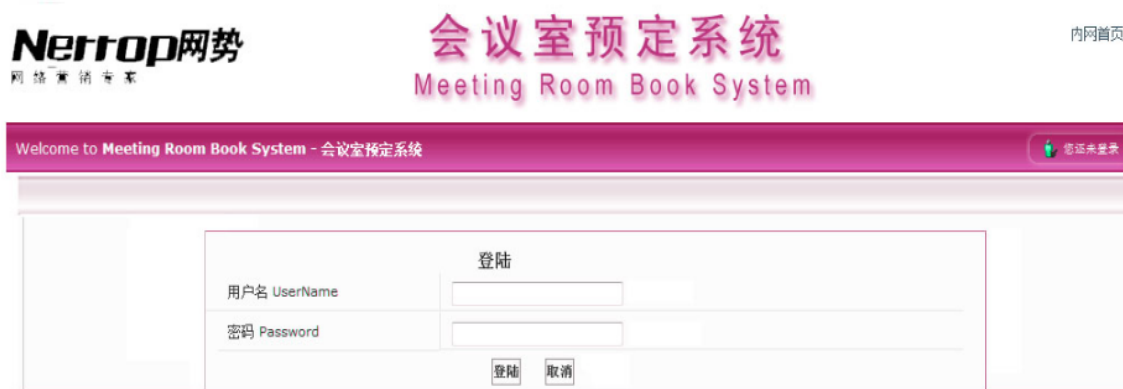 Nettop网势
网络营销专家
会议室预定系统
Meeting Room Book System
内网首页
Welcome to Meeting Room Book System - 会议室预定系统
您还未登录
登陆
用户名 UserName
密码 Password
登陆 取消